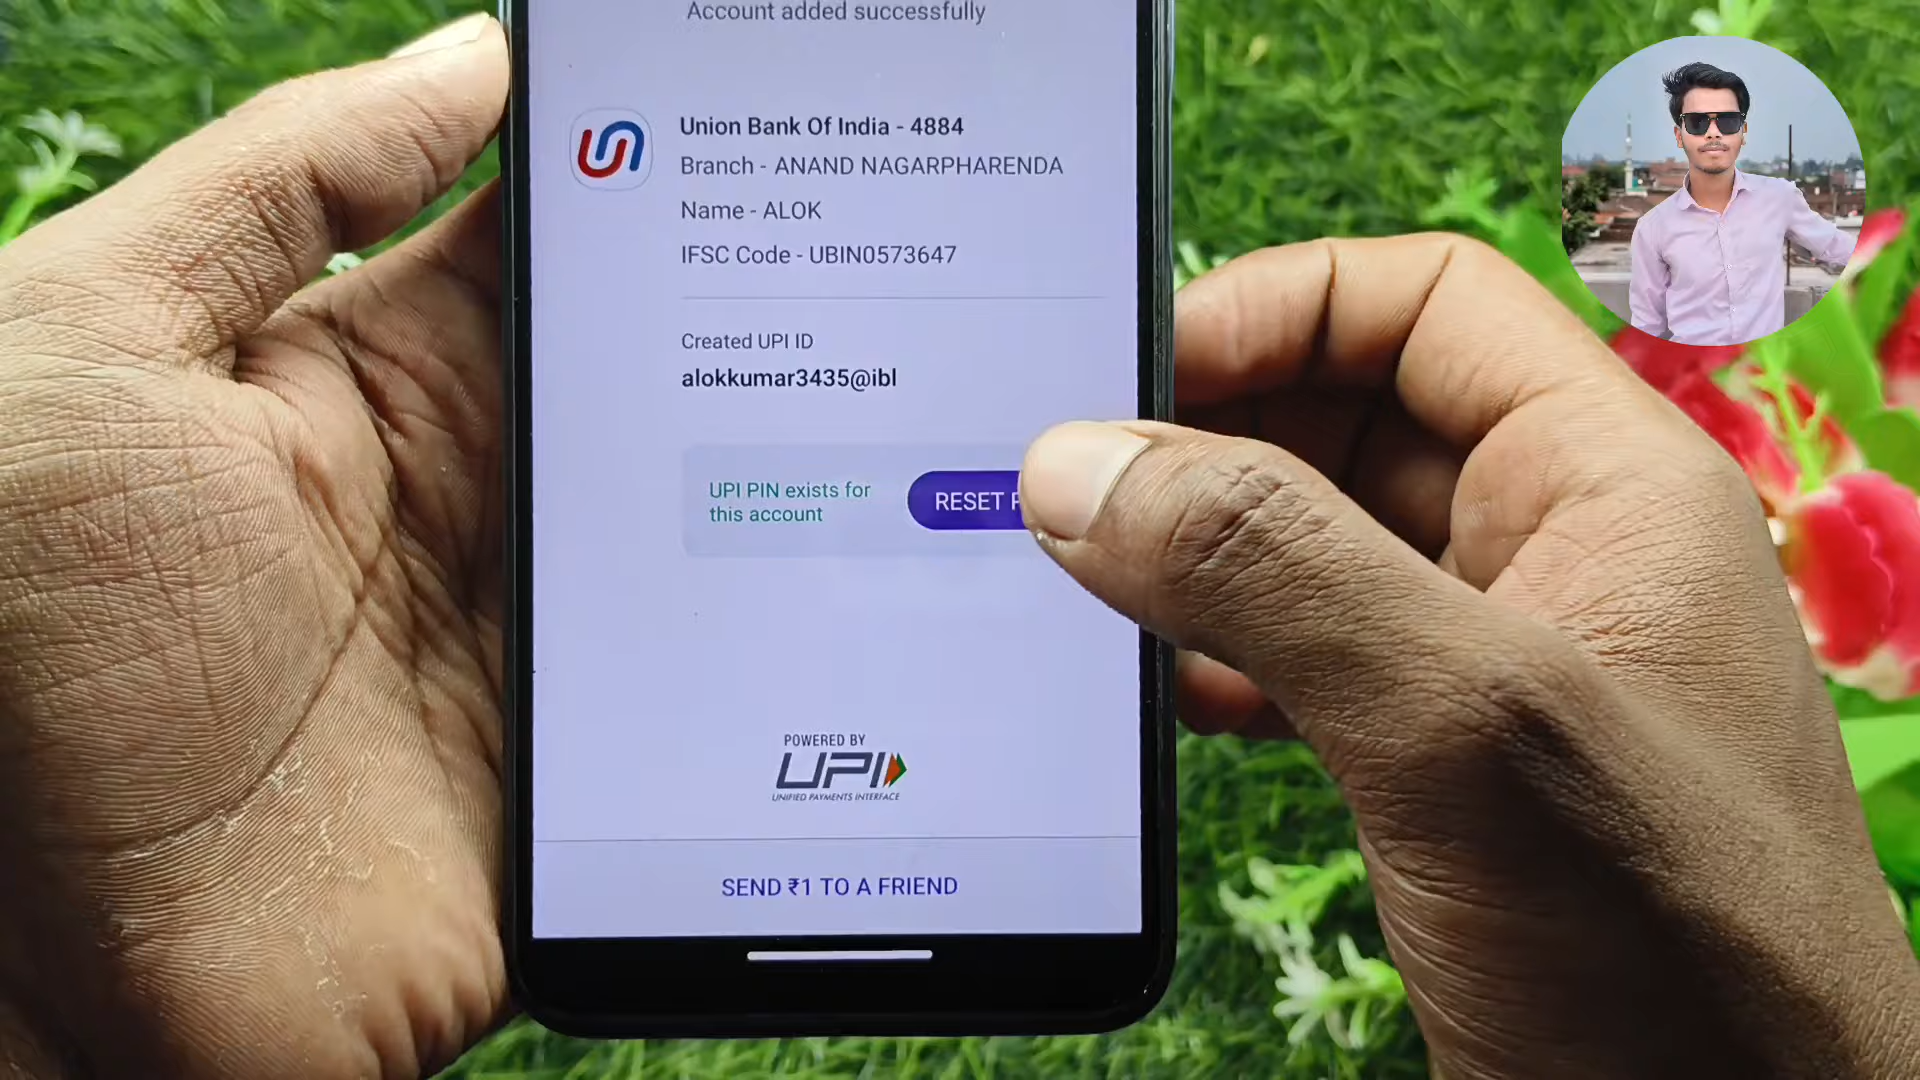 Account added successfully
Union Bank Of India - 4884
Branch - ANAND NAGARPHARENDA
Name - ALOK
IFSC Code - UBIN0573647
Created UPI ID
alokkumar3435@ibl
UPI PIN exists for
this account
RESET
POWERED BY
UPI
UNIFIED PAYMENTS INTERFACE
SEND ₹1 TO A FRIEND